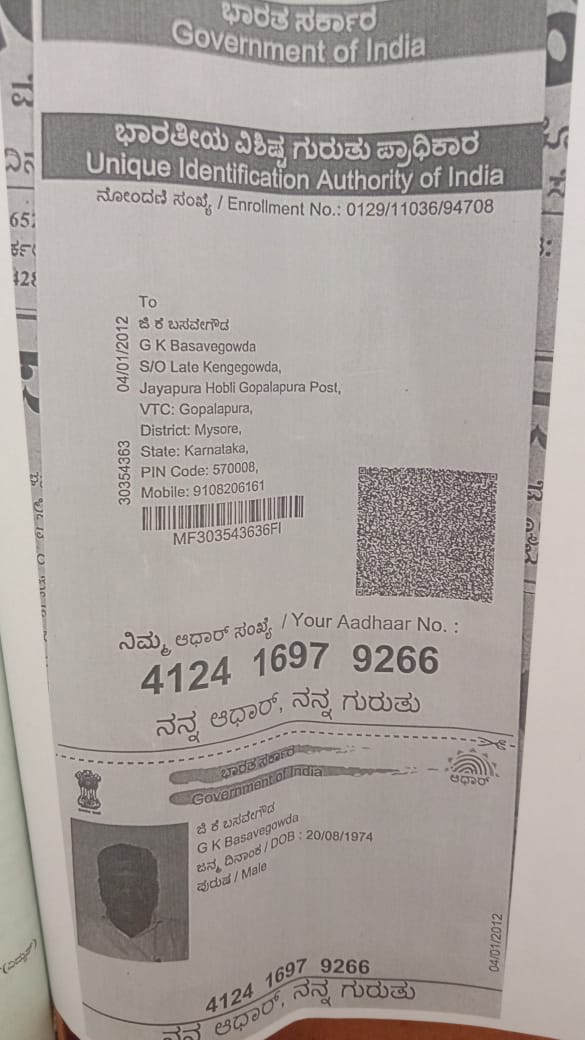 ಭಾರತ ಸರ್ಕಾರ
Government of India
ಭಾರತೀಯ ವಿಶಿಷ್ಟ ಗುರುತು ಪ್ರಾಧಿಕಾರ
Unique Identification Authority of India
ನೋಂದಣಿ ಸಂಖ್ಯೆ / Enrollment No.: 0129/11036/94708
To
ಜಿ ಕೆ ಬಸವೇಗೌಡ
G K Basavegowda
S/O Late Kengegowda,
Jayapura Hobli Gopalapura Post,
VTC: Gopalapura,
District: Mysore,
State: Karnataka,
PIN Code: 570008,
Mobile: 9108206161
04/01/2012
30354363
MF303543636FI
ನಿಮ್ಮ ಆಧಾರ್ ಸಂಖ್ಯೆ / Your Aadhaar No. :
4124 1697 9266
ನನ್ನ ಆಧಾರ್, ನನ್ನ ಗುರುತು
ಭಾರತ ಸರ್ಕಾರ
Government of India
ಆಧಾರ್
ಜಿ ಕೆ ಬಸವೇಗೌಡ
G K Basavegowda
ಜನ್ಮ ದಿನಾಂಕ / DOB : 20/08/1974
ಪುರುಷ / Male
04/01/2012
4124 1697 9266
ನನ್ನ ಆಧಾರ್, ನನ್ನ ಗುರುತು